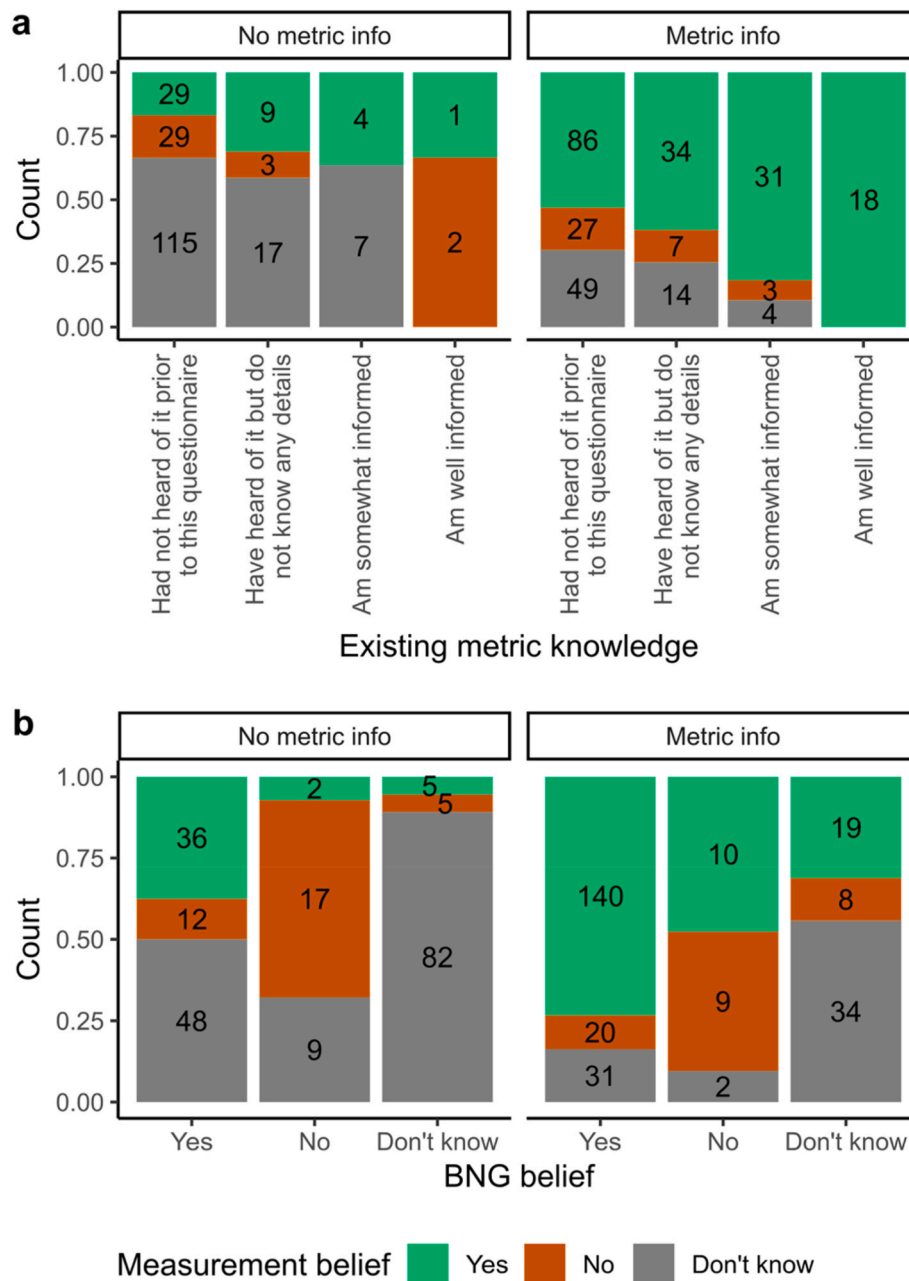 a
No metric info
Metric info
Count
1.00
0.75
0.50
0.25
0.00
29
29
115
9
3
17
4
7
1
2
86
27
49
34
7
14
31
3
4
18
Had not heard of it prior
to this questionnaire
Have heard of it but do
not know any details
Am somewhat informed
Am well informed
Had not heard of it prior
to this questionnaire
Have heard of it but do
not know any details
Am somewhat informed
Am well informed
Existing metric knowledge
b
No metric info
Metric info
Count
1.00
0.75
0.50
0.25
0.00
36
12
48
2
17
9
5
5
82
140
20
31
10
9
2
19
8
34
Yes
No
Don't know
Yes
No
Don't know
BNG belief
Measurement belief Yes No Don't know